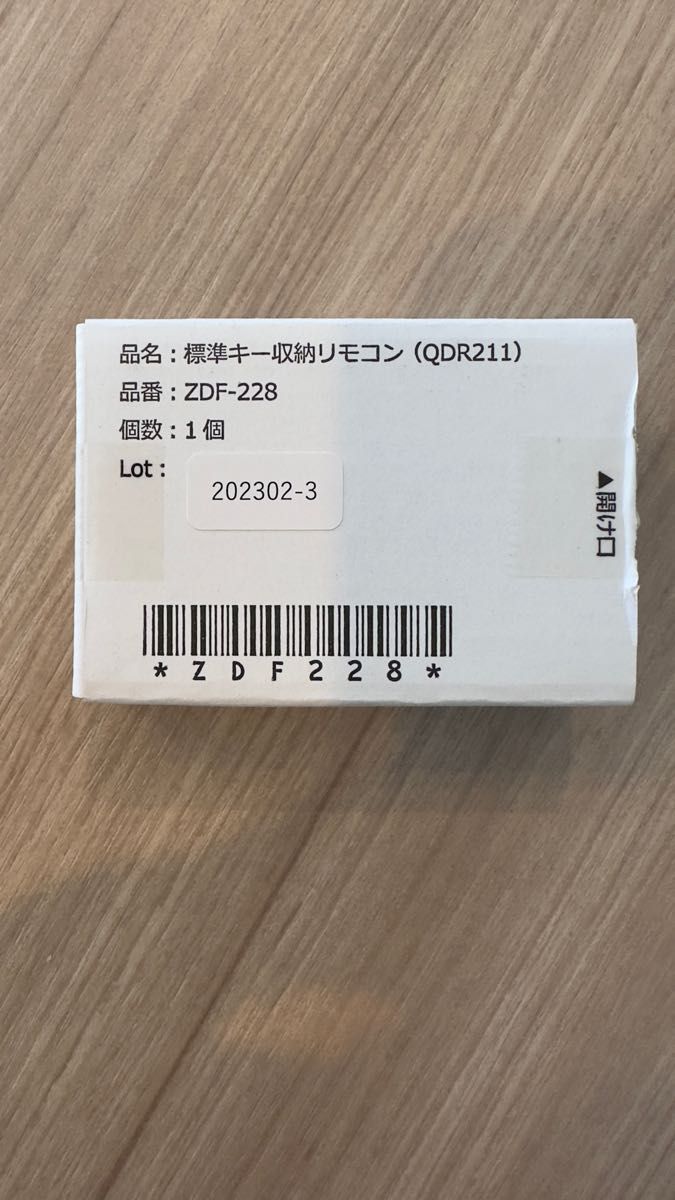 品名：標準キー収納リモコン（QDR211）
品番：ZDF-228
個数：1個
Lot：
202302-3
▲開け口
*ZDF228*